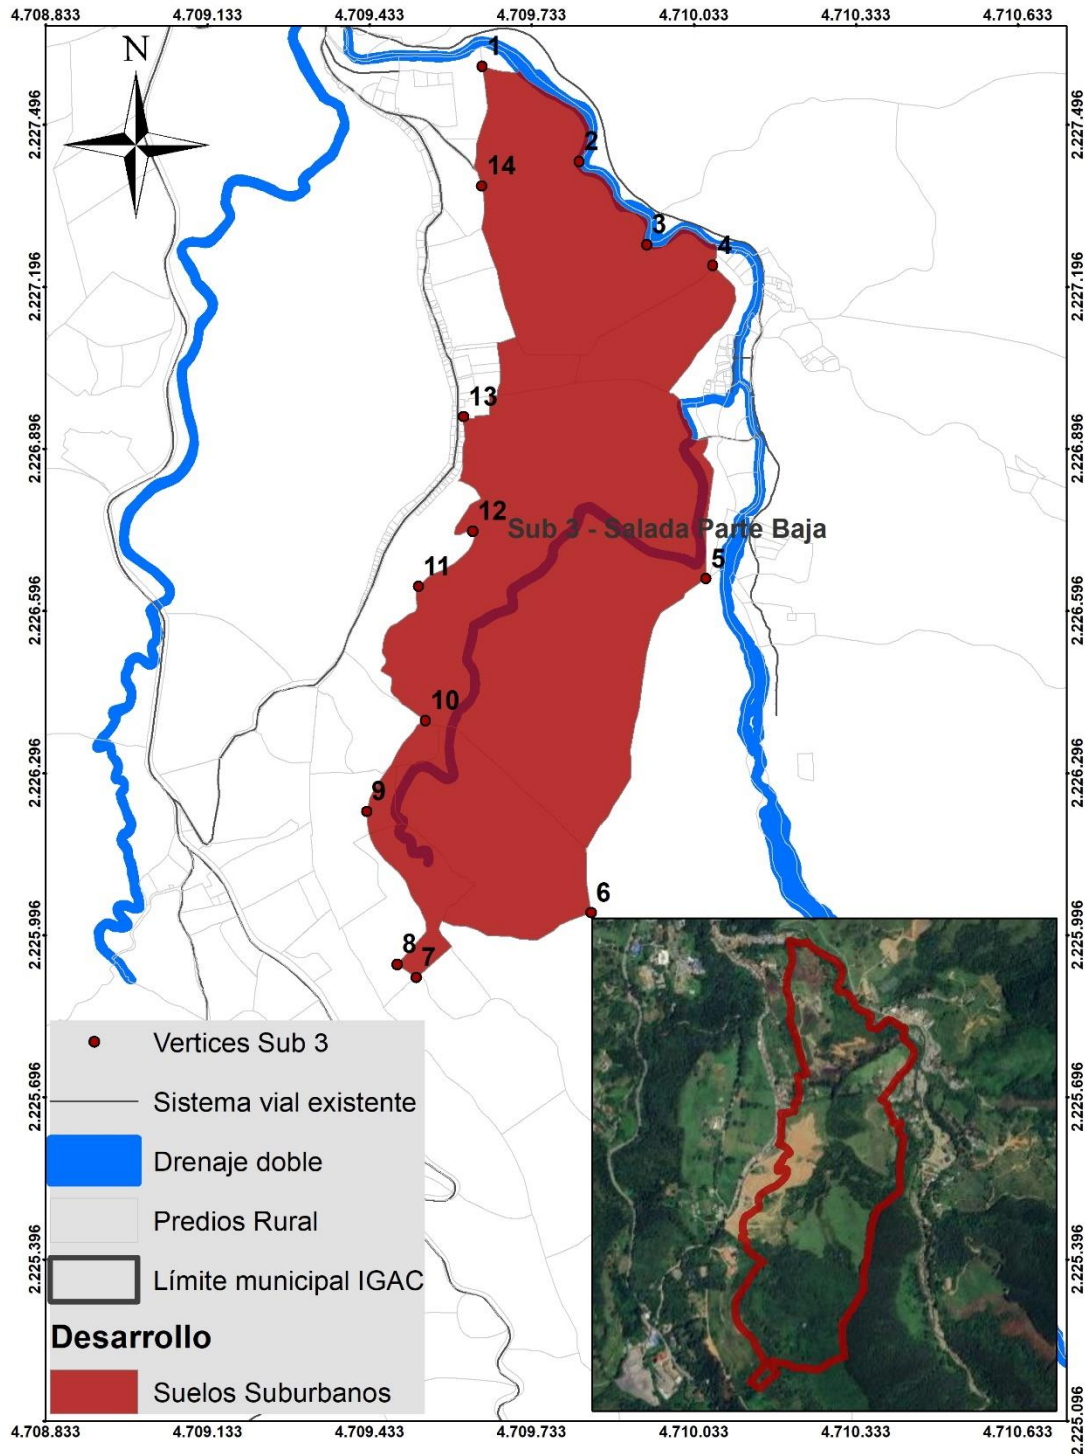 4.708.833 4.709.133 4.709.433 4.709.733 4.710.033 4.710.333 4.710.633
N
1
2.227.496 2.227.496
2
14
3
4
2.227.196 2.227.196
13
2.226.896 2.226.896
12
Sub 3 - Salada Parte Baja
5
11
2.226.596 2.226.596
10
2.226.296 2.226.296
9
6
2.225.996 2.225.996
8
7
Vertices Sub 3
2.225.696 2.225.696
Sistema vial existente
Drenaje doble
Predios Rural
2.225.396 2.225.396
Límite municipal IGAC
Desarrollo
Suelos Suburbanos
2.225.096 2.225.096
4.708.833 4.709.133 4.709.433 4.709.733 4.710.033 4.710.333 4.710.633